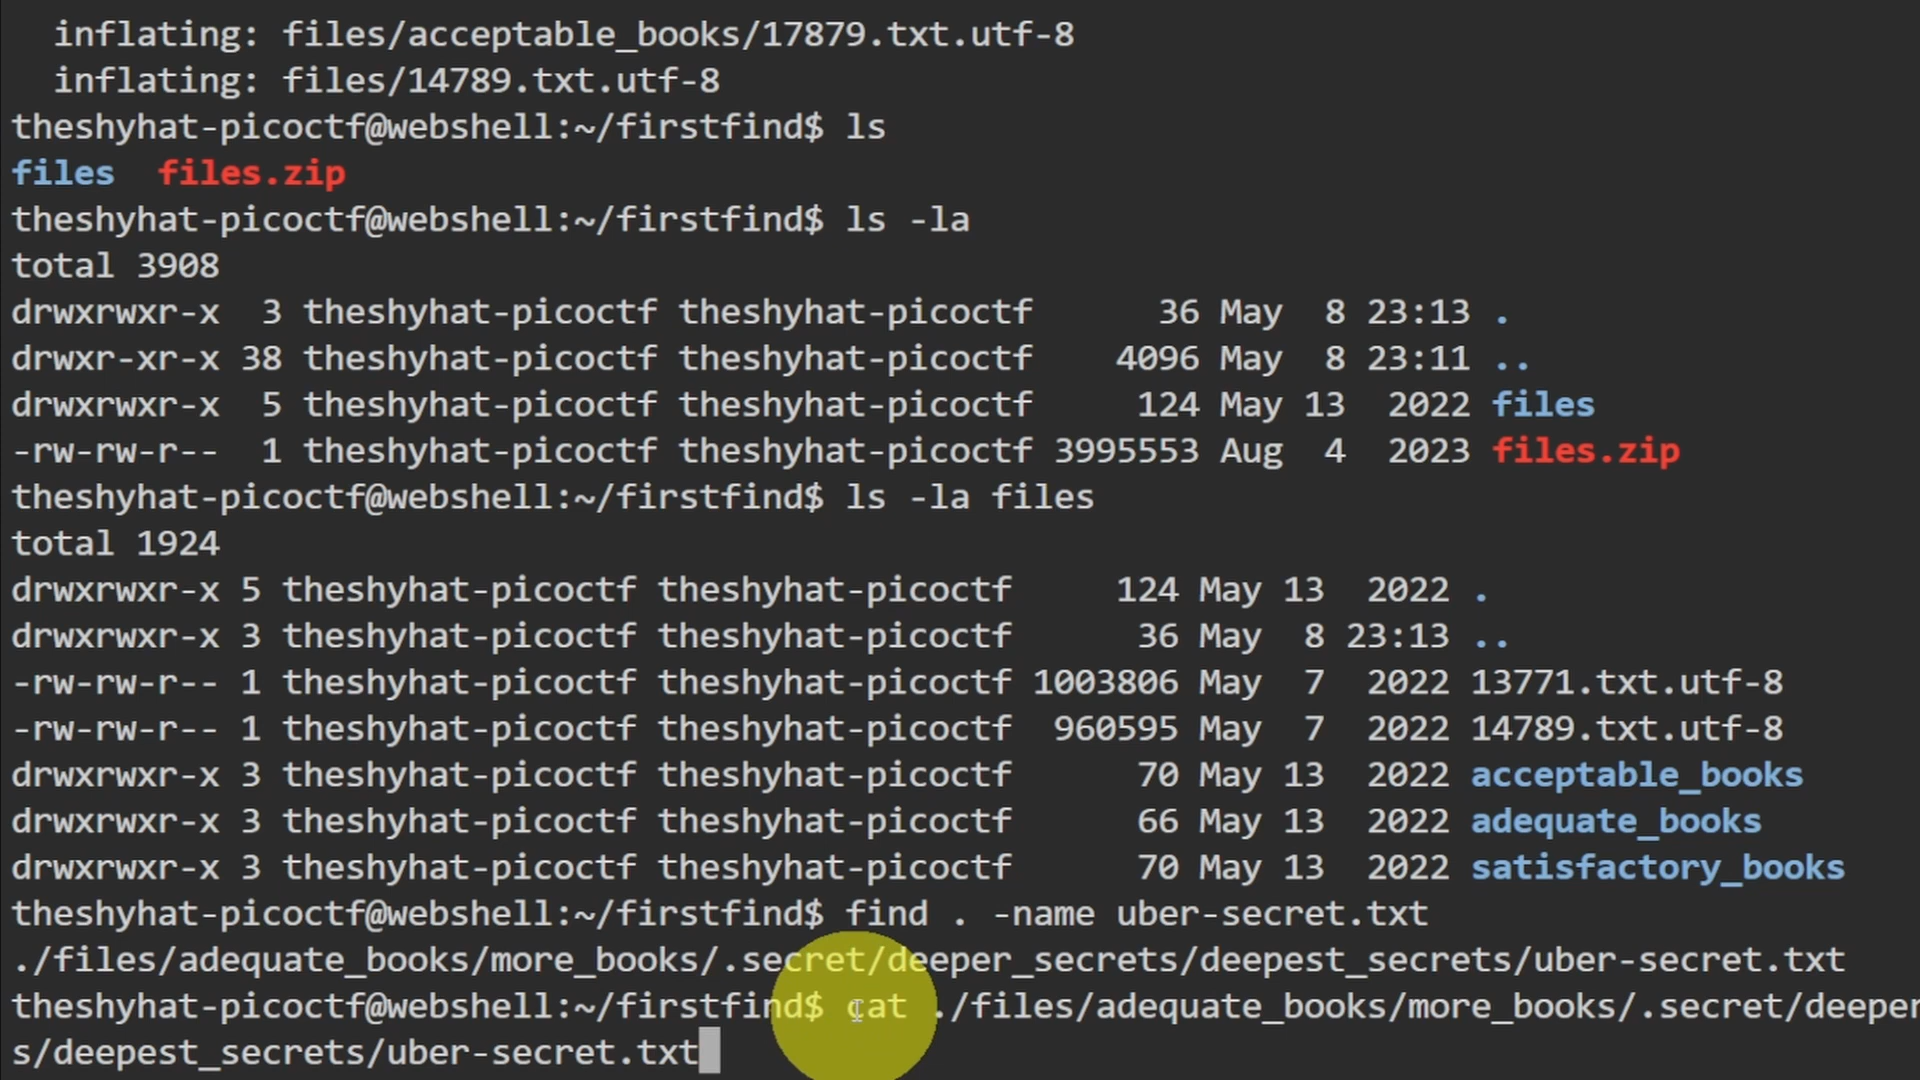 inflating: files/acceptable_books/17879.txt.utf-8
inflating: files/14789.txt.utf-8
theshyhat-picoctf@webshell:~/firstfind$ ls
files  files.zip
theshyhat-picoctf@webshell:~/firstfind$ ls -la
total 3908
drwxrwxr-x  3 theshyhat-picoctf theshyhat-picoctf      36 May  8 23:13 .
drwxr-xr-x 38 theshyhat-picoctf theshyhat-picoctf    4096 May  8 23:11 ..
drwxrwxr-x  5 theshyhat-picoctf theshyhat-picoctf     124 May 13  2022 files
-rw-rw-r--  1 theshyhat-picoctf theshyhat-picoctf 3995553 Aug  4  2023 files.zip
theshyhat-picoctf@webshell:~/firstfind$ ls -la files
total 1924
drwxrwxr-x 5 theshyhat-picoctf theshyhat-picoctf     124 May 13  2022 .
drwxrwxr-x 3 theshyhat-picoctf theshyhat-picoctf      36 May  8 23:13 ..
-rw-rw-r-- 1 theshyhat-picoctf theshyhat-picoctf 1003806 May  7  2022 13771.txt.utf-8
-rw-rw-r-- 1 theshyhat-picoctf theshyhat-picoctf  960595 May  7  2022 14789.txt.utf-8
drwxrwxr-x 3 theshyhat-picoctf theshyhat-picoctf      70 May 13  2022 acceptable_books
drwxrwxr-x 3 theshyhat-picoctf theshyhat-picoctf      66 May 13  2022 adequate_books
drwxrwxr-x 3 theshyhat-picoctf theshyhat-picoctf      70 May 13  2022 satisfactory_books
theshyhat-picoctf@webshell:~/firstfind$ find . -name uber-secret.txt
./files/adequate_books/more_books/.secret/deeper_secrets/deepest_secrets/uber-secret.txt
theshyhat-picoctf@webshell:~/firstfind$ cat ./files/adequate_books/more_books/.secret/deeper
s/deepest_secrets/uber-secret.txt